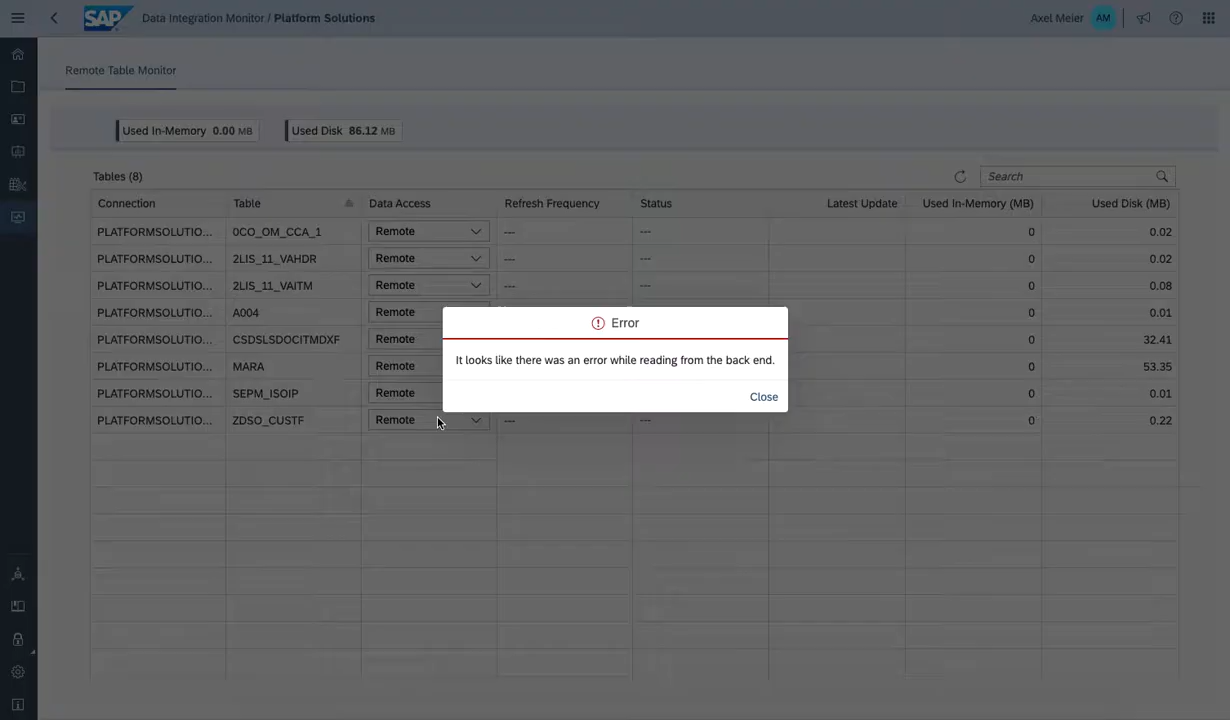 SAP Data Integration Monitor / Platform Solutions Axel Meier AM
Remote Table Monitor
Used In-Memory 0.00 MB Used Disk 86.12 MB
Tables (8) Search
Connection Table Data Access Refresh Frequency Status Latest Update Used In-Memory (MB) Used Disk (MB)
PLATFORMSOLUTIO... 0CO_OM_CCA_1 Remote --- --- 0 0.02
PLATFORMSOLUTIO... 2LIS_11_VAHDR Remote --- --- 0 0.02
PLATFORMSOLUTIO... 2LIS_11_VAITM Remote --- --- 0 0.08
PLATFORMSOLUTIO... A004 Remote 0 0.01
Error
PLATFORMSOLUTIO... CSDSLSDOCITMDXF Remote 0 32.41
It looks like there was an error while reading from the back end.
PLATFORMSOLUTIO... MARA Remote 0 53.35
PLATFORMSOLUTIO... SEPM_ISOIP Remote 0 0.01
Close
PLATFORMSOLUTIO... ZDSO_CUSTF Remote --- --- 0 0.22